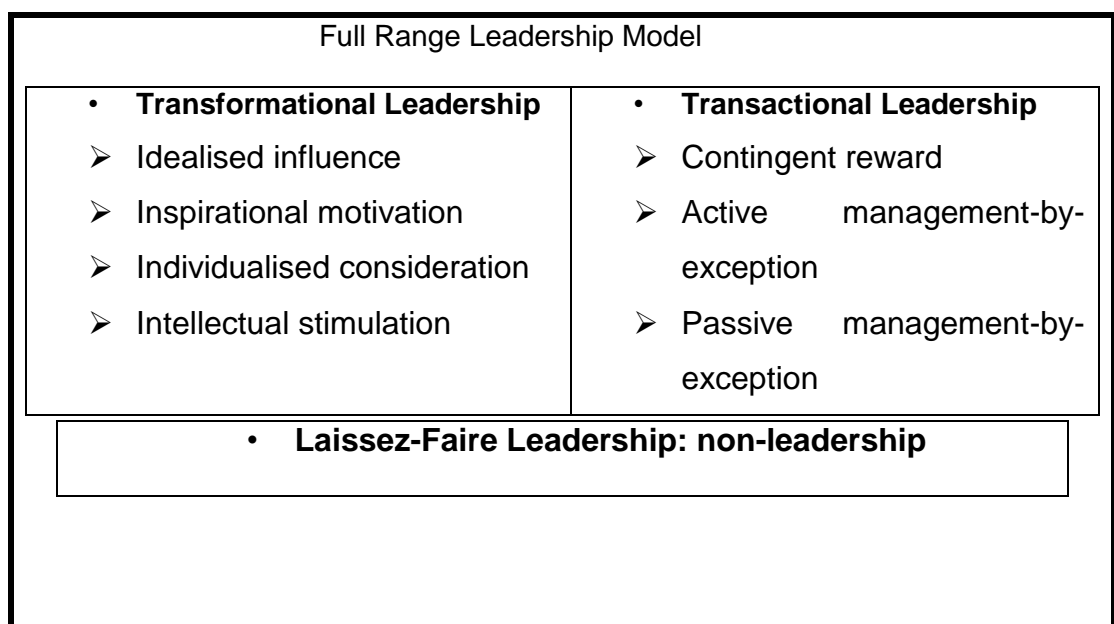 Full Range Leadership Model
• Transformational Leadership
➢ Idealised influence
➢ Inspirational motivation
➢ Individualised consideration
➢ Intellectual stimulation
• Transactional Leadership
➢ Contingent reward
➢ Active management-by-
exception
➢ Passive management-by-
exception
• Laissez-Faire Leadership: non-leadership